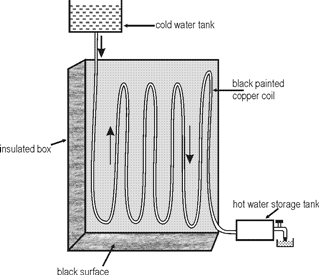 cold water tank
black painted
copper coil
insulated box
hot water storage tank
black surface